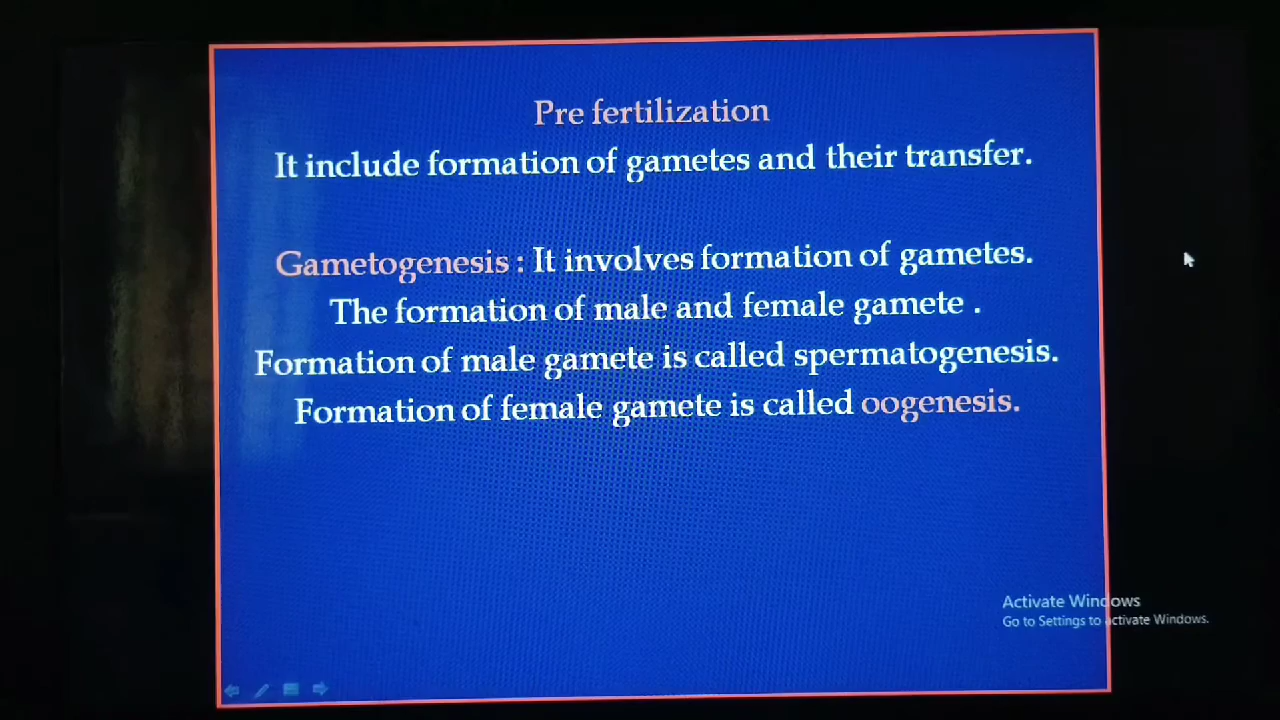 Pre fertilization
It include formation of gametes and their transfer.
Gametogenesis : It involves formation of gametes.
The formation of male and female gamete .
Formation of male gamete is called spermatogenesis.
Formation of female gamete is called oogenesis.
Activate Windows
Go to Settings to activate Windows.